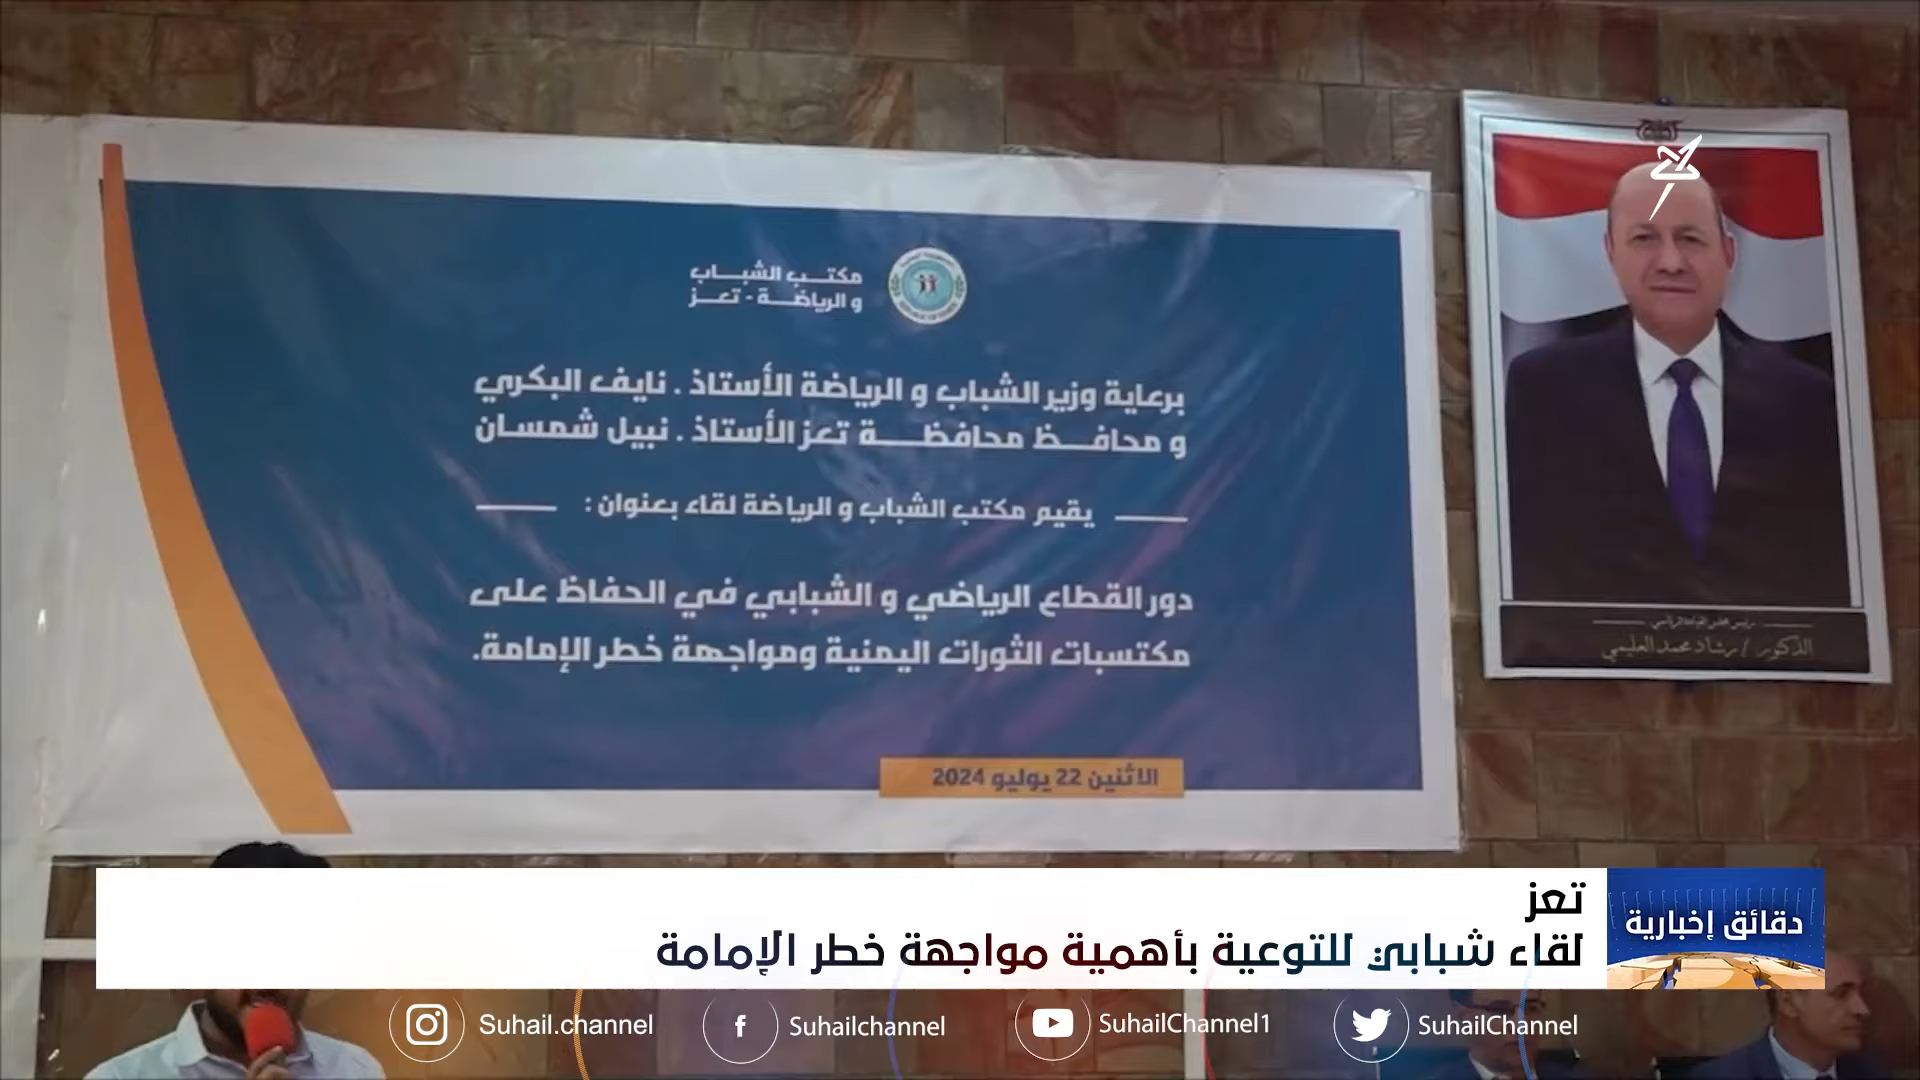 مكتب الشباب
و الرياضة - تعز
برعاية وزير الشباب و الرياضة الأستاذ . نايف البكري
و محافظ محافظة تعز الأستاذ . نبيل شمسان
يقيم مكتب الشباب و الرياضة لقاء بعنوان :
دور القطاع الرياضي و الشبابي في الحفاظ على
مكتسبات الثورات اليمنية ومواجهة خطر الإمامة.
الاثنين 22 يوليو 2024
رئيس مجلس القيادة الرئاسي
الدكتور / رشاد محمد العليمي
دقائق إخبارية
تعز
لقاء شبابي للتوعية بأهمية مواجهة خطر الإمامة
Suhail.channel
Suhailchannel
SuhailChannel1
SuhailChannel